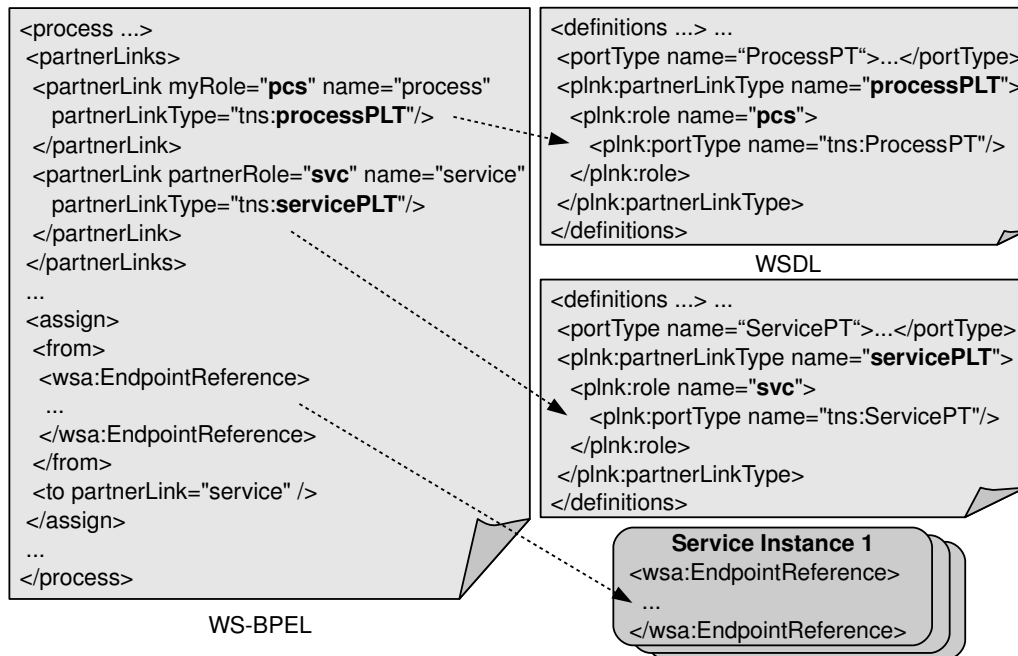 <process ...>
<partnerLinks>
<partnerLink myRole="pcs" name="process"
partnerLinkType="tns:processPLT"/>
</partnerLink>
<partnerLink partnerRole="svc" name="service"
partnerLinkType="tns:servicePLT"/>
</partnerLink>
</partnerLinks>
...
<assign>
<from>
<wsa:EndpointReference>
...
</wsa:EndpointReference>
</from>
<to partnerLink="service" />
</assign>
...
</process>
WS-BPEL
<definitions ...> ...
<portType name=“ProcessPT“>...</portType>
<plnk:partnerLinkType name="processPLT">
<plnk:role name="pcs">
<plnk:portType name="tns:ProcessPT"/>
</plnk:role>
</plnk:partnerLinkType>
</definitions>
WSDL
<definitions ...> ...
<portType name=“ServicePT“>...</portType>
<plnk:partnerLinkType name="servicePLT">
<plnk:role name="svc">
<plnk:portType name="tns:ServicePT"/>
</plnk:role>
</plnk:partnerLinkType>
</definitions>
Service Instance 1
<wsa:EndpointReference>
...
</wsa:EndpointReference>